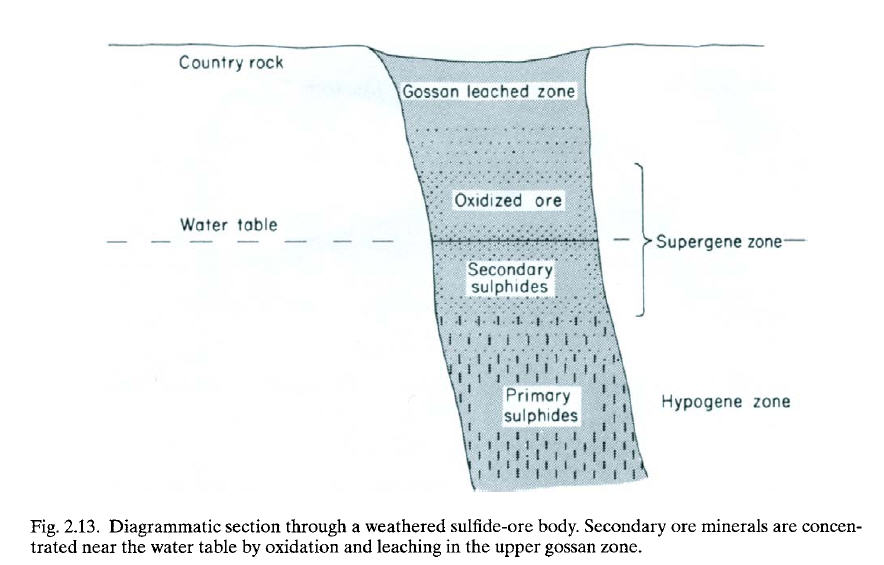 Country rock
Gossan leached zone
Oxidized ore
Water table
Supergene zone
Secondary
sulphides
Primary
sulphides
Hypogene zone
Fig. 2.13. Diagrammatic section through a weathered sulfide-ore body. Secondary ore minerals are concen-
trated near the water table by oxidation and leaching in the upper gossan zone.